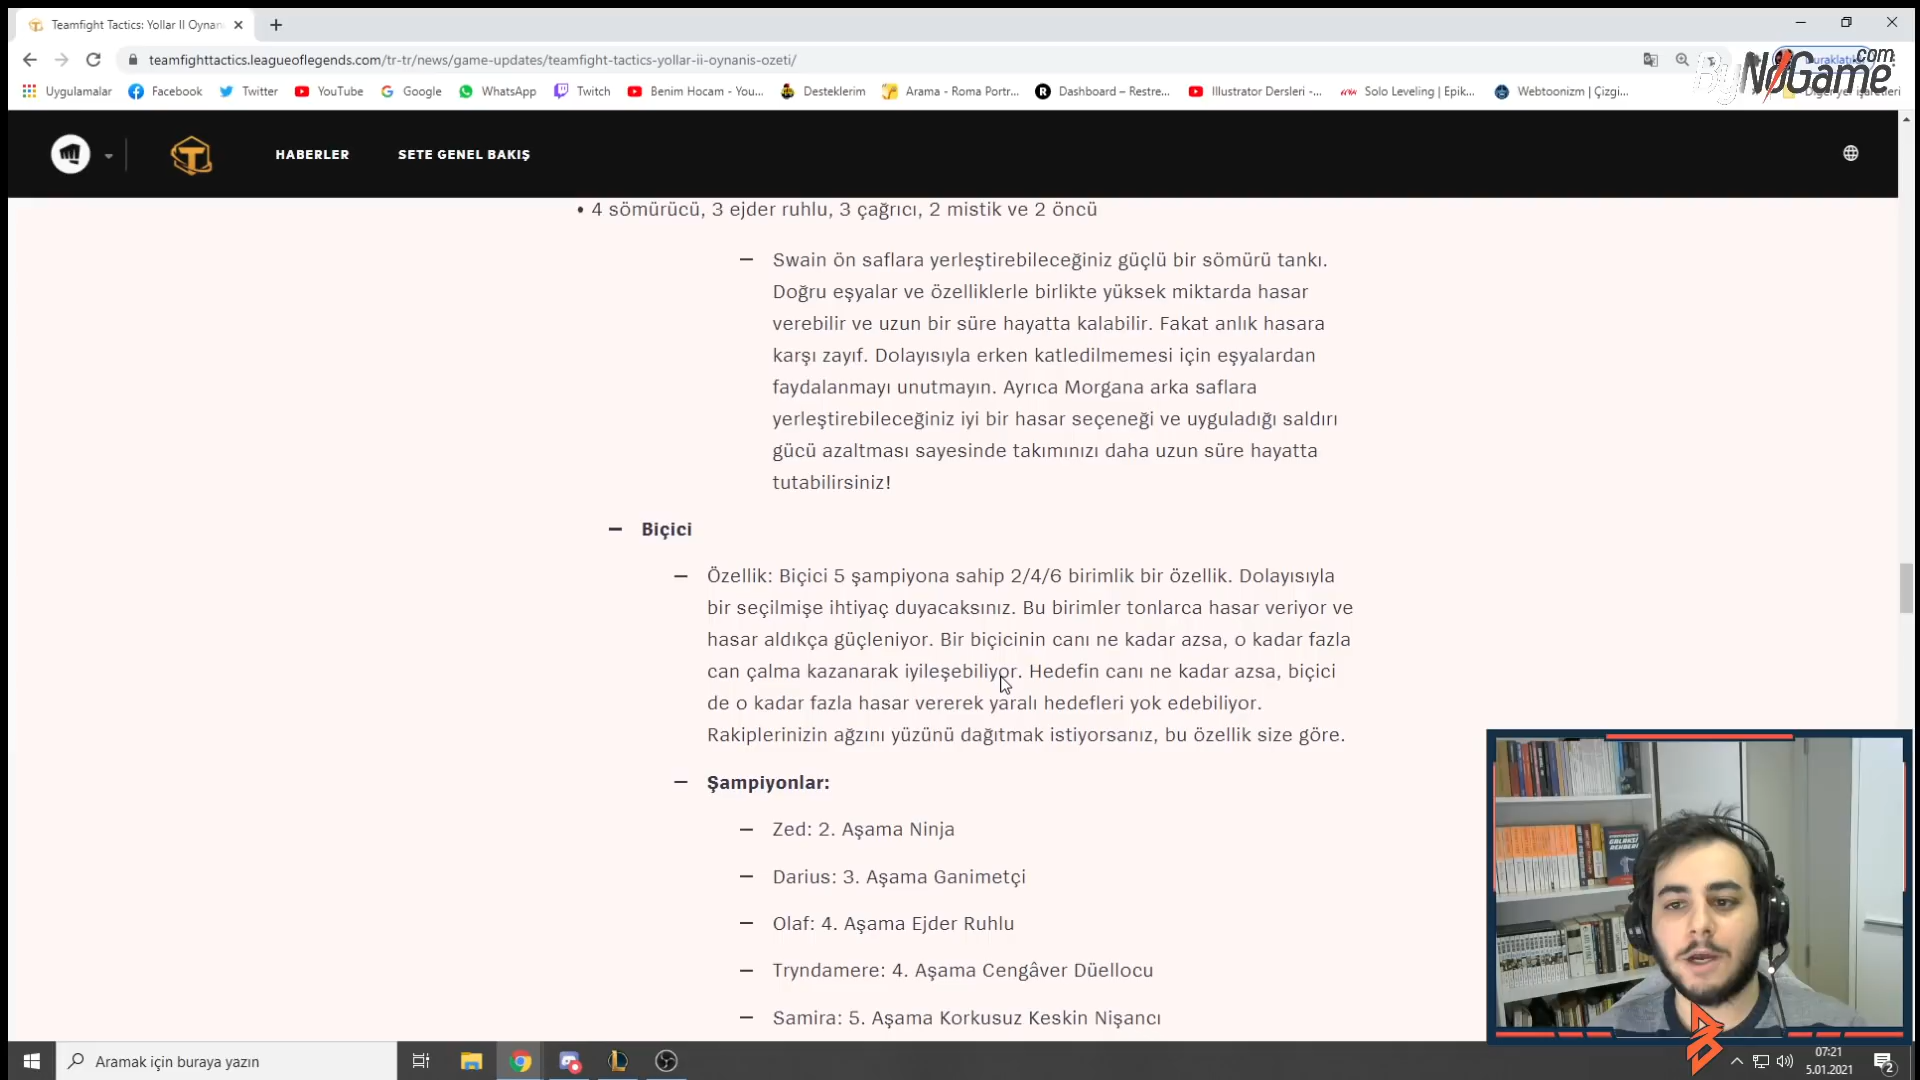 Teamfight Tactics: Yollar II Oynan
teamfighttactics.leagueoflegends.com/tr-tr/news/game-updates/teamfight-tactics-yollar-ii-oynanis-ozeti/
Duraklatıldı
ByNoGame.com
Uygulamalar
Facebook
Twitter
YouTube
Google
WhatsApp
Twitch
Benim Hocam - You...
Desteklerim
Arama - Roma Portr...
Dashboard – Restre...
Illustrator Dersleri -...
Solo Leveling | Epik...
Webtoonizm | Çizgi...
Diğer yer işaretleri
HABERLER
SETE GENEL BAKIŞ
• 4 sömürücü, 3 ejder ruhlu, 3 çağrıcı, 2 mistik ve 2 öncü
— Swain ön saflara yerleştirebileceğiniz güçlü bir sömürü tankı.
Doğru eşyalar ve özelliklerle birlikte yüksek miktarda hasar
verebilir ve uzun bir süre hayatta kalabilir. Fakat anlık hasara
karşı zayıf. Dolayısıyla erken katledilmemesi için eşyalardan
faydalanmayı unutmayın. Ayrıca Morgana arka saflara
yerleştirebileceğiniz iyi bir hasar seçeneği ve uyguladığı saldırı
gücü azaltması sayesinde takımınızı daha uzun süre hayatta
tutabilirsiniz!
— Biçici
— Özellik: Biçici 5 şampiyona sahip 2/4/6 birimlik bir özellik. Dolayısıyla
bir seçilmişe ihtiyaç duyacaksınız. Bu birimler tonlarca hasar veriyor ve
hasar aldıkça güçleniyor. Bir biçicinin canı ne kadar azsa, o kadar fazla
can çalma kazanarak iyileşebiliyor. Hedefin canı ne kadar azsa, biçici
de o kadar fazla hasar vererek yaralı hedefleri yok edebiliyor.
Rakiplerinizin ağzını yüzünü dağıtmak istiyorsanız, bu özellik size göre.
— Şampiyonlar:
— Zed: 2. Aşama Ninja
— Darius: 3. Aşama Ganimetçi
— Olaf: 4. Aşama Ejder Ruhlu
— Tryndamere: 4. Aşama Cengâver Düellocu
— Samira: 5. Aşama Korkusuz Keskin Nişancı
Aramak için buraya yazın
07:21
5.01.2021
2